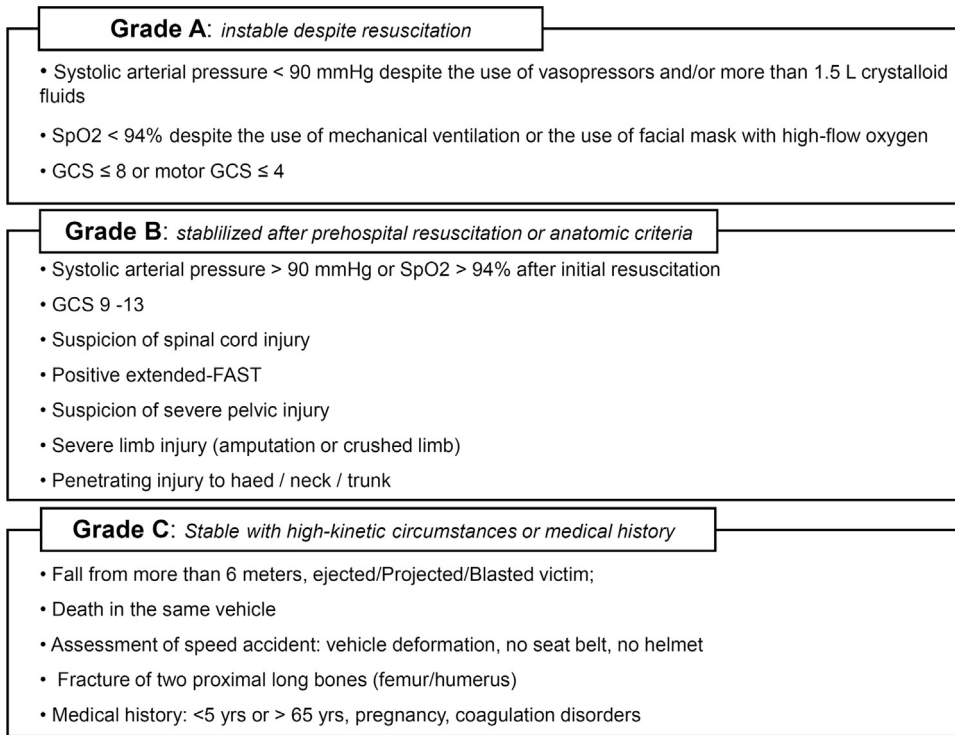 Grade A: instable despite resuscitation
• Systolic arterial pressure < 90 mmHg despite the use of vasopressors and/or more than 1.5 L crystalloid
fluids
• SpO2 < 94% despite the use of mechanical ventilation or the use of facial mask with high-flow oxygen
• GCS ≤ 8 or motor GCS ≤ 4
Grade B: stablilized after prehospital resuscitation or anatomic criteria
• Systolic arterial pressure > 90 mmHg or SpO2 > 94% after initial resuscitation
• GCS 9 -13
• Suspicion of spinal cord injury
• Positive extended-FAST
• Suspicion of severe pelvic injury
• Severe limb injury (amputation or crushed limb)
• Penetrating injury to haed / neck / trunk
Grade C: Stable with high-kinetic circumstances or medical history
• Fall from more than 6 meters, ejected/Projected/Blasted victim;
• Death in the same vehicle
• Assessment of speed accident: vehicle deformation, no seat belt, no helmet
• Fracture of two proximal long bones (femur/humerus)
• Medical history: <5 yrs or > 65 yrs, pregnancy, coagulation disorders